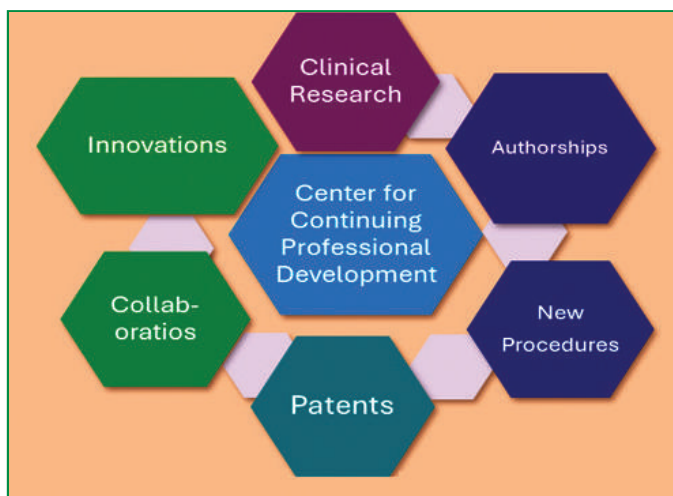 Clinical
Research
Innovations
Authorships
Center for
Continuing
Professional
Development
Collab-
oratios
New
Procedures
Patents